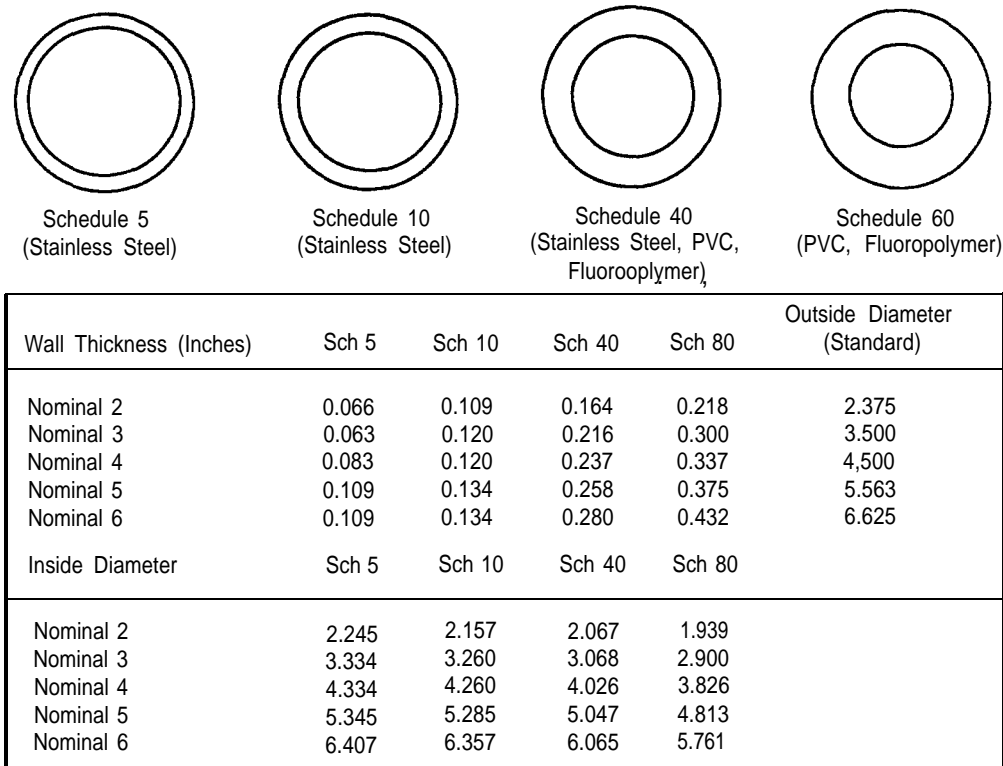 Schedule 5
(Stainless Steel)
Schedule 10
(Stainless Steel)
Schedule 40
(Stainless Steel, PVC,
Fluorooplymer),
Schedule 60
(PVC, Fluoropolymer)
Wall Thickness (Inches) Sch 5 Sch 10 Sch 40 Sch 80 Outside Diameter
(Standard)
Nominal 2 0.066 0.109 0.164 0.218 2.375
Nominal 3 0.063 0.120 0.216 0.300 3.500
Nominal 4 0.083 0.120 0.237 0.337 4,500
Nominal 5 0.109 0.134 0.258 0.375 5.563
Nominal 6 0.109 0.134 0.280 0.432 6.625
Inside Diameter Sch 5 Sch 10 Sch 40 Sch 80
Nominal 2 2.245 2.157 2.067 1.939
Nominal 3 3.334 3.260 3.068 2.900
Nominal 4 4.334 4.260 4.026 3.826
Nominal 5 5.345 5.285 5.047 4.813
Nominal 6 6.407 6.357 6.065 5.761